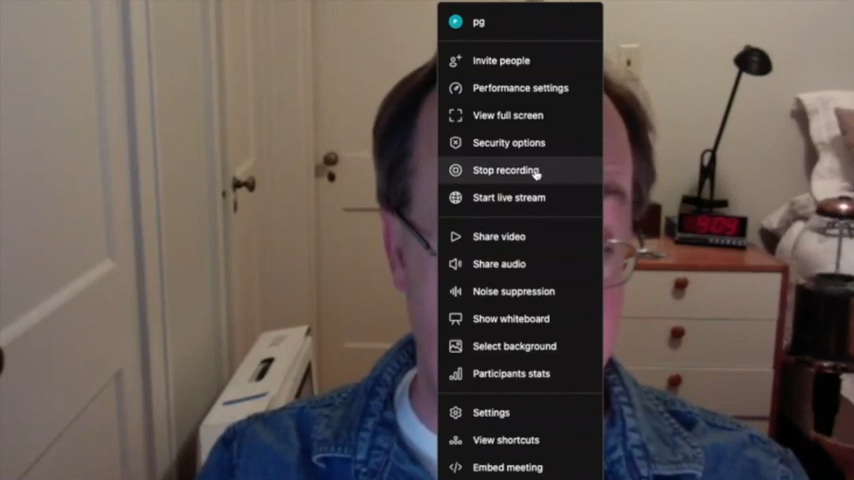 pg
Invite people
Performance settings
View full screen
Security options
Stop recording
Start live stream
Share video
Share audio
Noise suppression
Show whiteboard
Select background
Participants stats
Settings
View shortcuts
Embed meeting
9:09